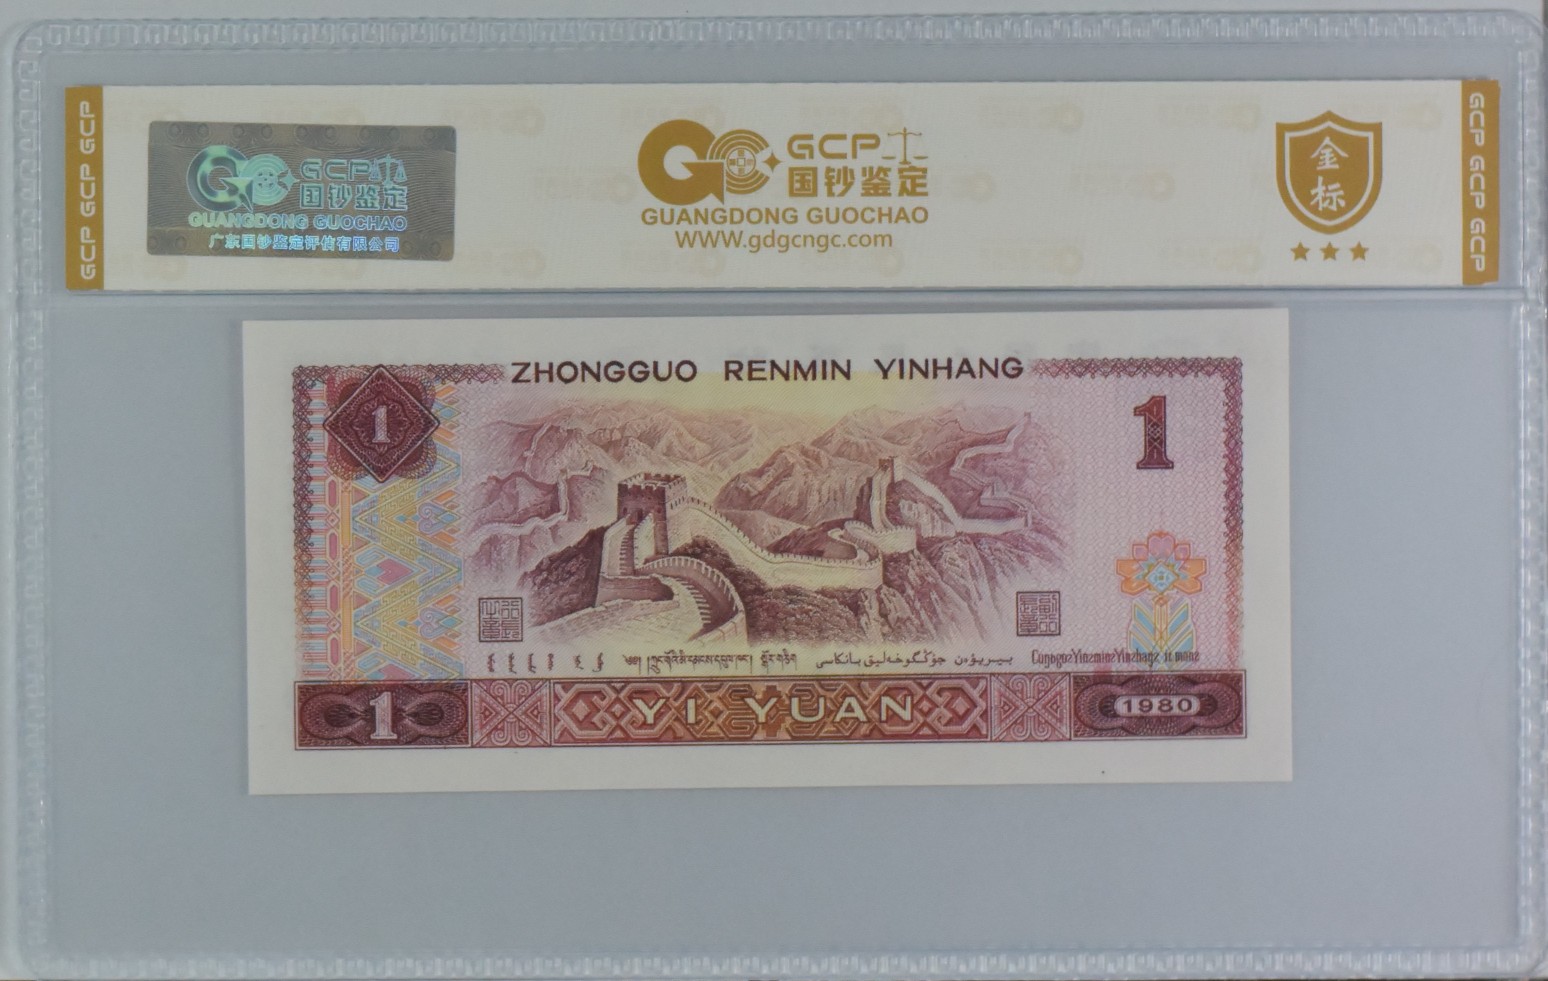 GCP GCP GCP
GCP
国钞鉴定
GUANGDONG GUOCHAO
广东国钞鉴定评估有限公司
GCP
国钞鉴定
GUANGDONG GUOCHAO
WWW.gdgcngc.com
金标
GCP GCP GCP
ZHONGGUO RENMIN YINHANG
1
1
1
YI YUAN
1980